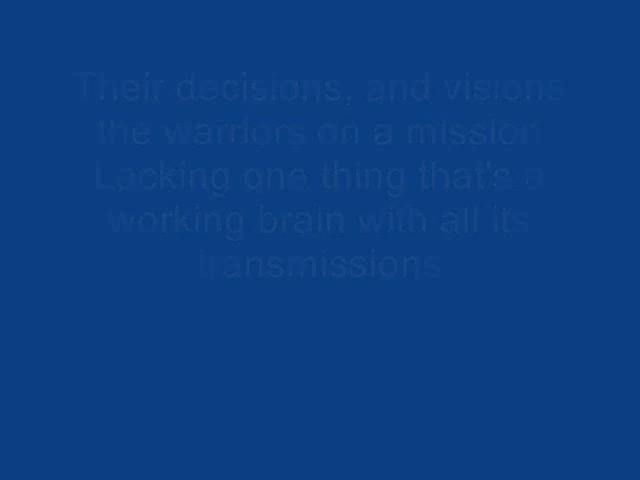 Their decisions, and visions
the warriors on a mission
Lacking one thing that's a
working brain with all its
transmissions